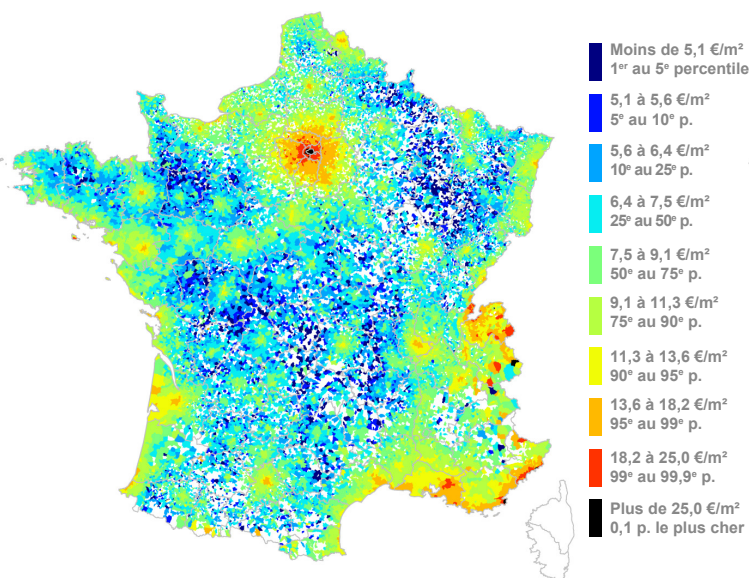 Moins de 5,1 €/m²
1er au 5e percentile
5,1 à 5,6 €/m²
5e au 10e p.
5,6 à 6,4 €/m²
10e au 25e p.
6,4 à 7,5 €/m²
25e au 50e p.
7,5 à 9,1 €/m²
50e au 75e p.
9,1 à 11,3 €/m²
75e au 90e p.
11,3 à 13,6 €/m²
90e au 95e p.
13,6 à 18,2 €/m²
95e au 99e p.
18,2 à 25,0 €/m²
99e au 99,9e p.
Plus de 25,0 €/m²
0,1 p. le plus cher